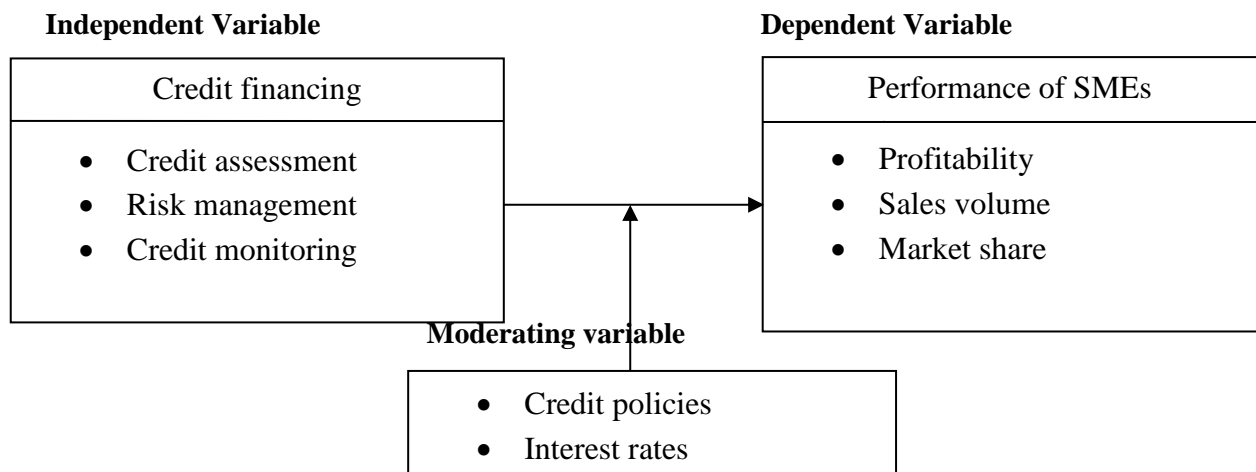 Independent Variable
Credit financing
• Credit assessment
• Risk management
• Credit monitoring
Dependent Variable
Performance of SMEs
• Profitability
• Sales volume
• Market share
Moderating variable
• Credit policies
• Interest rates